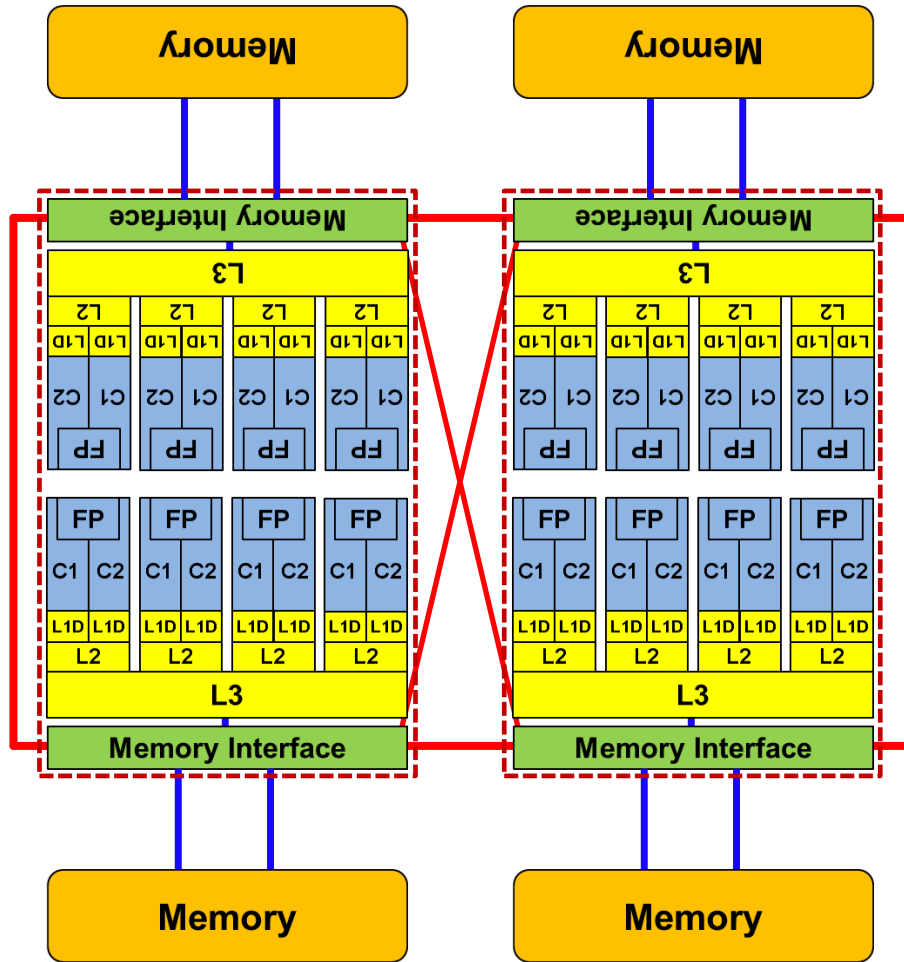 Memory Memory
Memory Interface Memory Interface
L3 L3
L2 L2 L2 L2 L2 L2 L2 L2
L1D L1D L1D L1D L1D L1D L1D L1D L1D L1D L1D L1D L1D L1D L1D L1D
C2 C1 C2 C1 C2 C1 C2 C1 C2 C1 C2 C1 C2 C1 C2 C1
FP FP FP FP FP FP FP FP
FP FP FP FP FP FP FP FP
C1 C2 C1 C2 C1 C2 C1 C2 C1 C2 C1 C2 C1 C2 C1 C2
L1D L1D L1D L1D L1D L1D L1D L1D L1D L1D L1D L1D L1D L1D L1D L1D
L2 L2 L2 L2 L2 L2 L2 L2
L3 L3
Memory Interface Memory Interface
Memory Memory